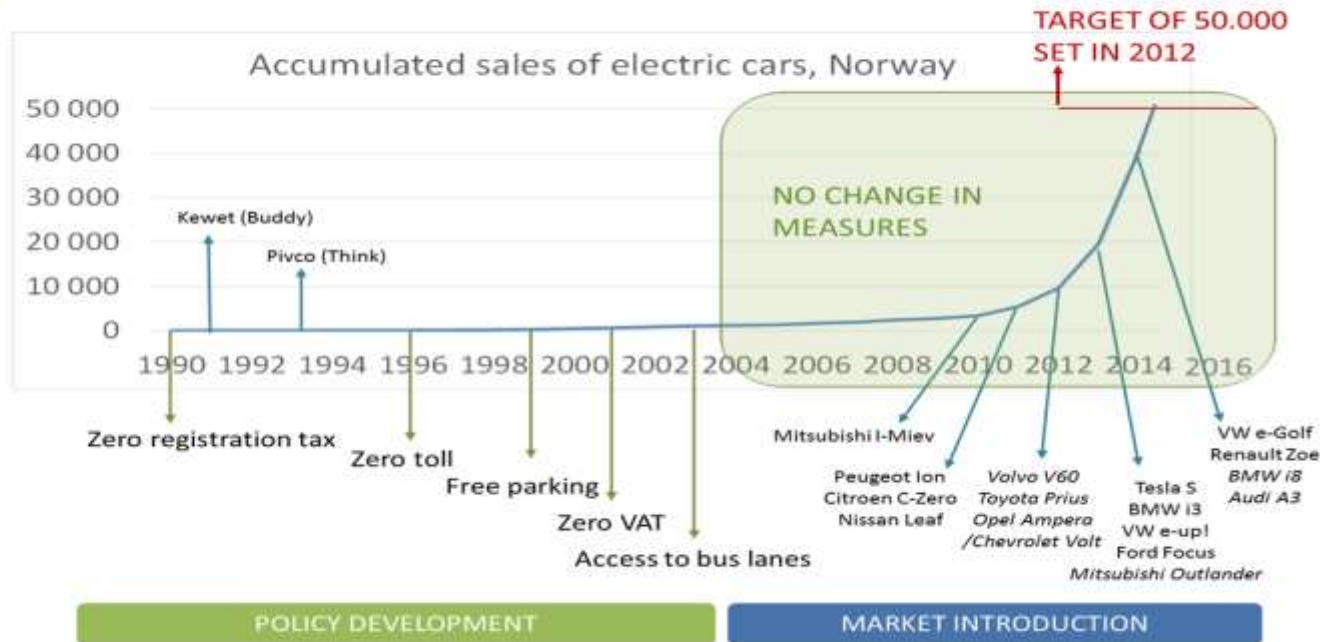 TARGET OF 50.000
SET IN 2012
Accumulated sales of electric cars, Norway
50 000
40 000
30 000
20 000
10 000
0
NO CHANGE IN
MEASURES
Kewet (Buddy)
Pivco (Think)
1990 1992 1994 1996 1998 2000 2002 2004 2006 2008 2010 2012 2014 2016
Zero registration tax
Zero toll
Free parking
Zero VAT
Access to bus lanes
Mitsubishi I-Miev
Peugeot Ion
Citroen C-Zero
Nissan Leaf
Volvo V60
Toyota Prius
Opel Ampera
/Chevrolet Volt
Tesla S
BMW i3
VW e-up!
Ford Focus
Mitsubishi Outlander
VW e-Golf
Renault Zoe
BMW i8
Audi A3
POLICY DEVELOPMENT
MARKET INTRODUCTION